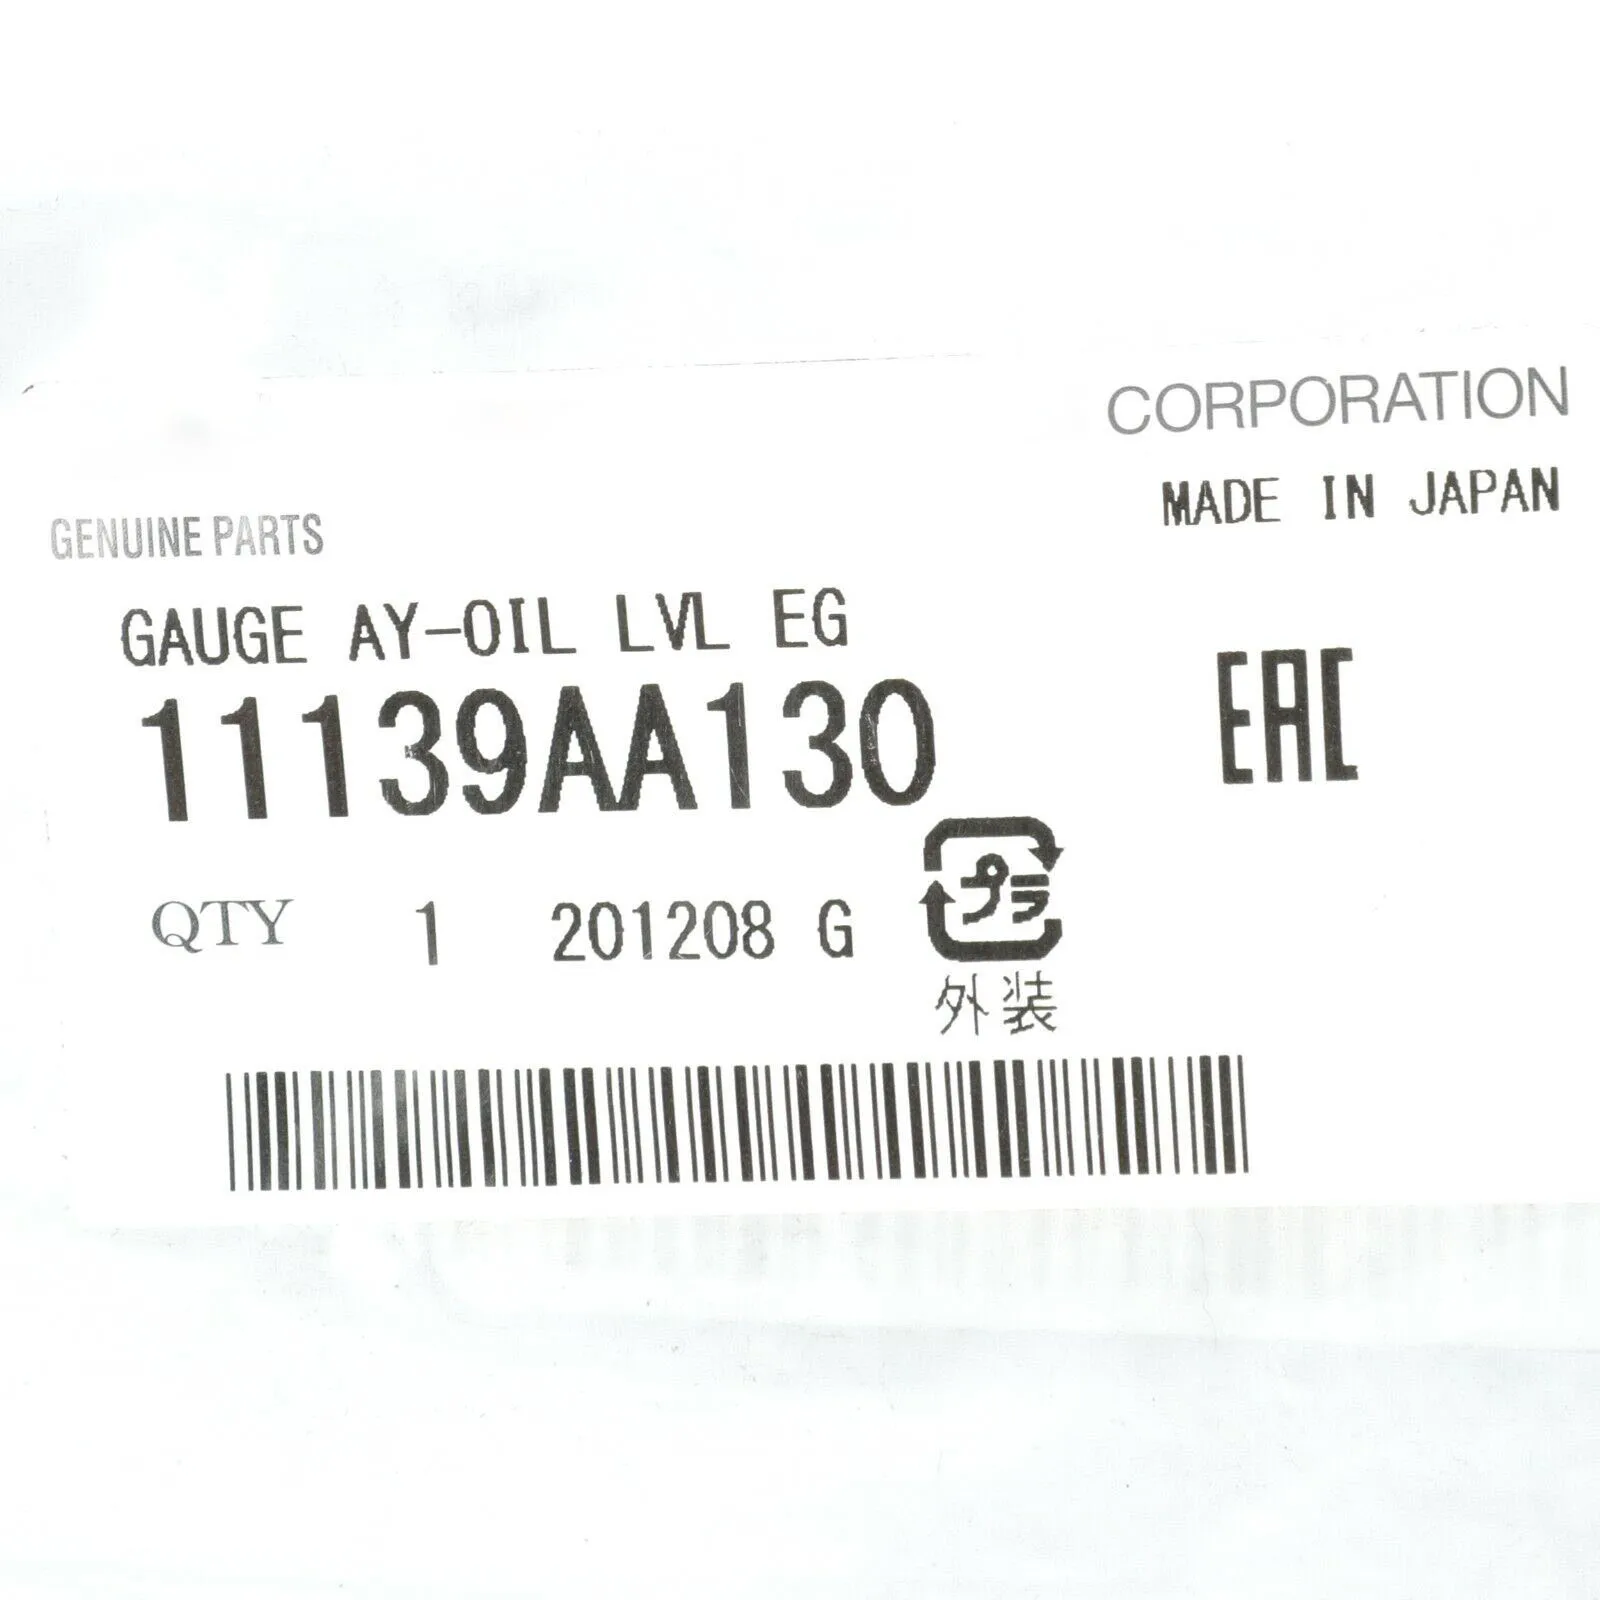 CORPORATION
MADE IN JAPAN
GENUINE PARTS
GAUGE AY-OIL LVL EG
11139AA130
EAC
QTY 1 201208 G
プラ
外装